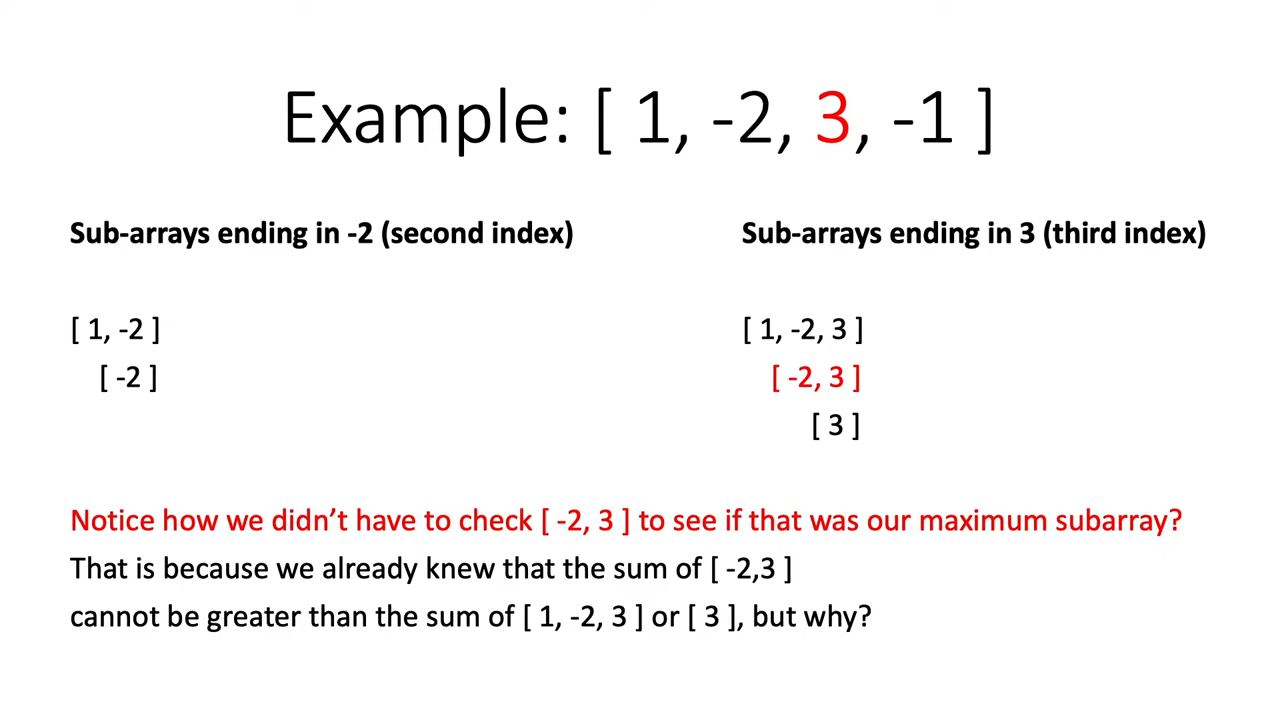 Example: [ 1, -2, 3, -1 ]
Sub-arrays ending in -2 (second index)
[ 1, -2 ]
[ -2 ]
Sub-arrays ending in 3 (third index)
[ 1, -2, 3 ]
[ -2, 3 ]
[ 3 ]
Notice how we didn’t have to check [ -2, 3 ] to see if that was our maximum subarray?
That is because we already knew that the sum of [ -2,3 ]
cannot be greater than the sum of [ 1, -2, 3 ] or [ 3 ], but why?